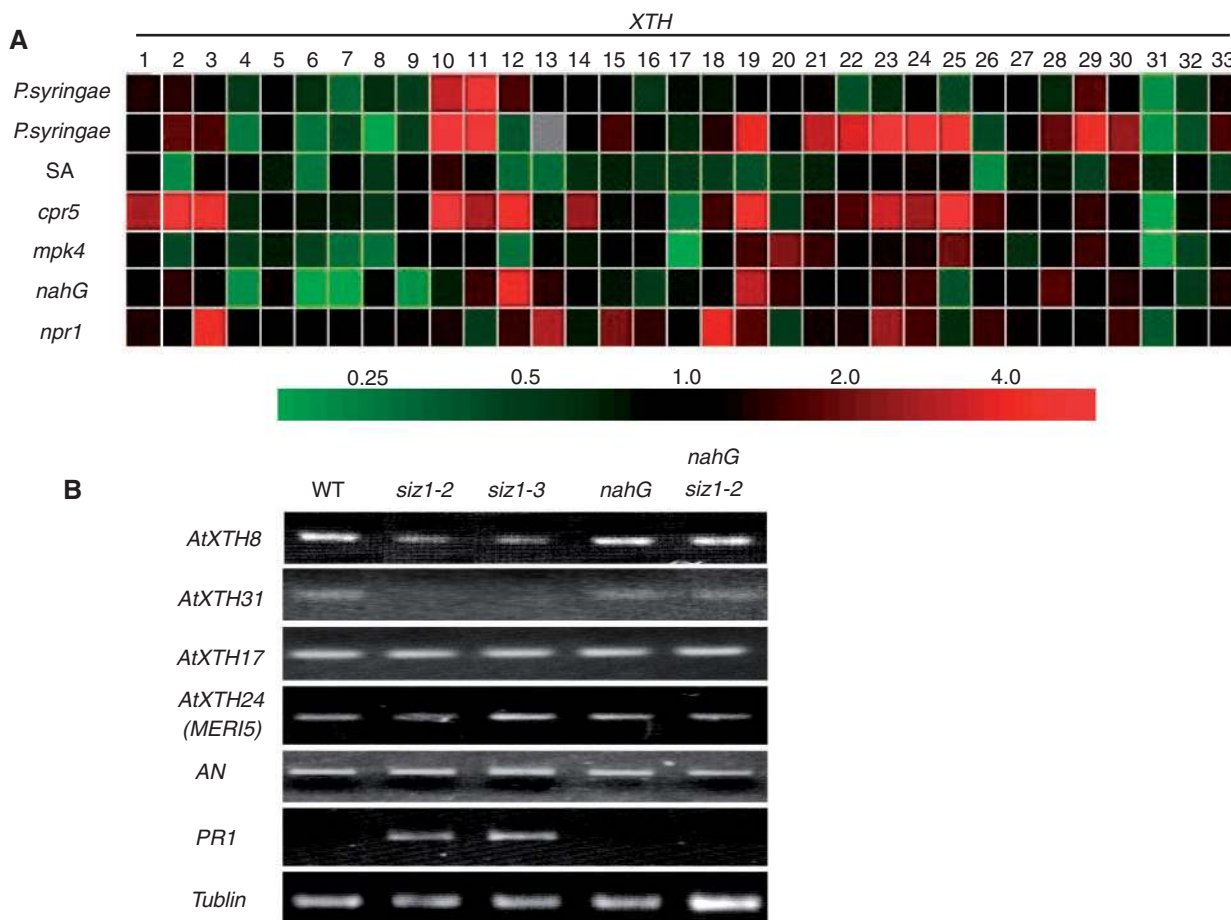 XTH
A
1 2 3 4 5 6 7 8 9 10 11 12 13 14 15 16 17 18 19 20 21 22 23 24 25 26 27 28 29 30 31 32 33
P.syringae
P.syringae
SA
cpr5
mpk4
nahG
npr1
0.25 0.5 1.0 2.0 4.0
B
WT siz1-2 siz1-3 nahG nahG
siz1-2
AtXTH8
AtXTH31
AtXTH17
AtXTH24
(MERI5)
AN
PR1
Tublin